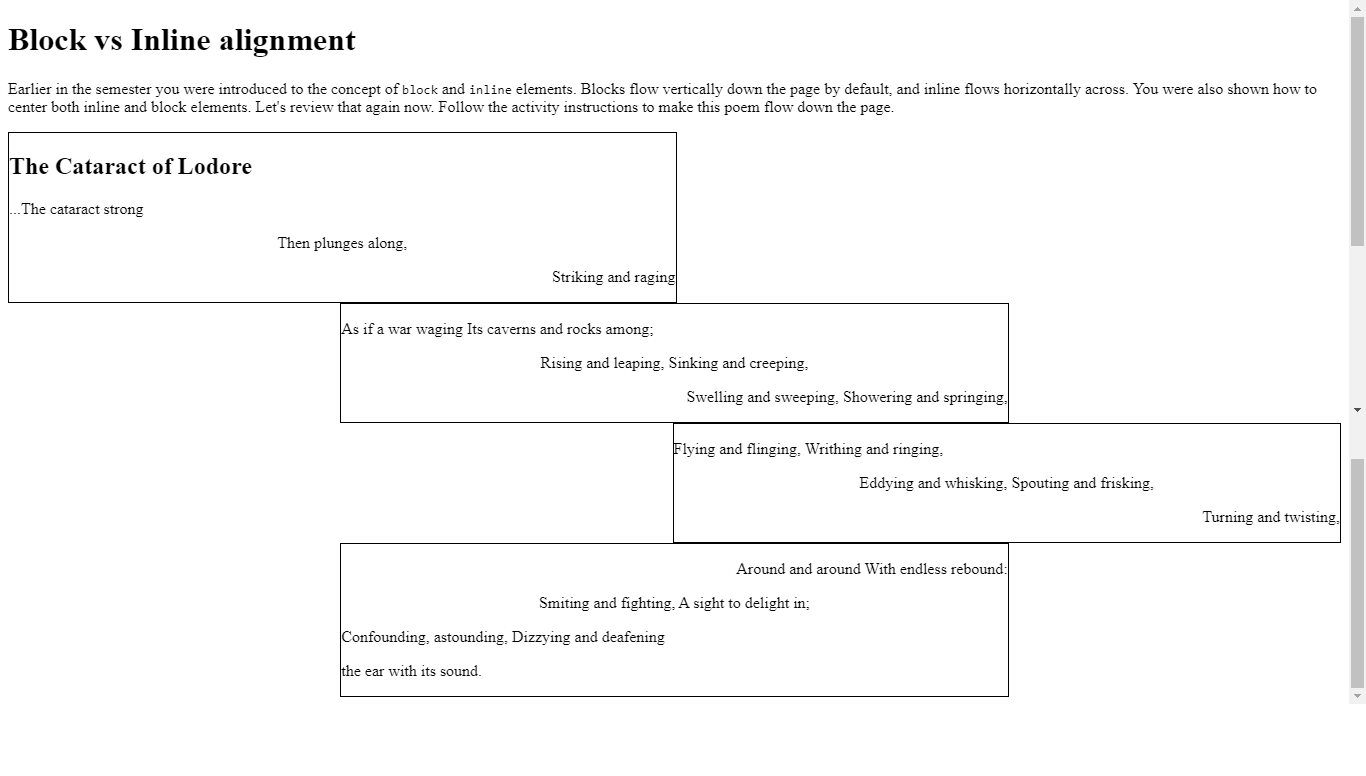 Block vs Inline alignment
Earlier in the semester you were introduced to the concept of block and inline elements. Blocks flow vertically down the page by default, and inline flows horizontally across. You were also shown how to
center both inline and block elements. Let's review that again now. Follow the activity instructions to make this poem flow down the page.
The Cataract of Lodore
...The cataract strong
Then plunges along,
Striking and raging
As if a war waging Its caverns and rocks among;
Rising and leaping, Sinking and creeping,
Swelling and sweeping, Showering and springing,
Flying and flinging, Writhing and ringing,
Eddying and whisking, Spouting and frisking,
Turning and twisting,
Around and around With endless rebound:
Smiting and fighting, A sight to delight in;
Confounding, astounding, Dizzying and deafening
the ear with its sound.